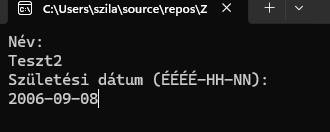 C:\Users\szila\source\repos\Z
Név:
Teszt2
Születési dátum (ÉÉÉÉ-HH-NN):
2006-09-08